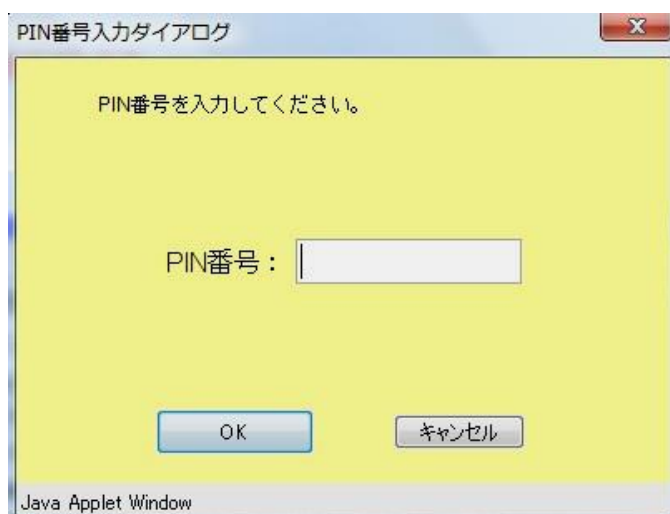 PIN番号入力ダイアログ
PIN番号を入力してください。
PIN番号：
OK
キャンセル
Java Applet Window